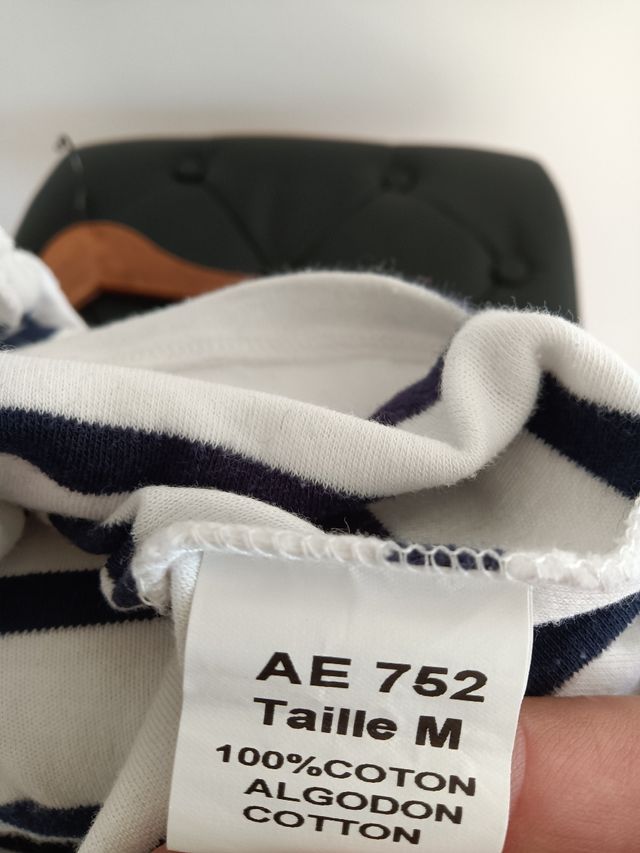 AE 752
Taille M
100%COTON
ALGODON
COTTON